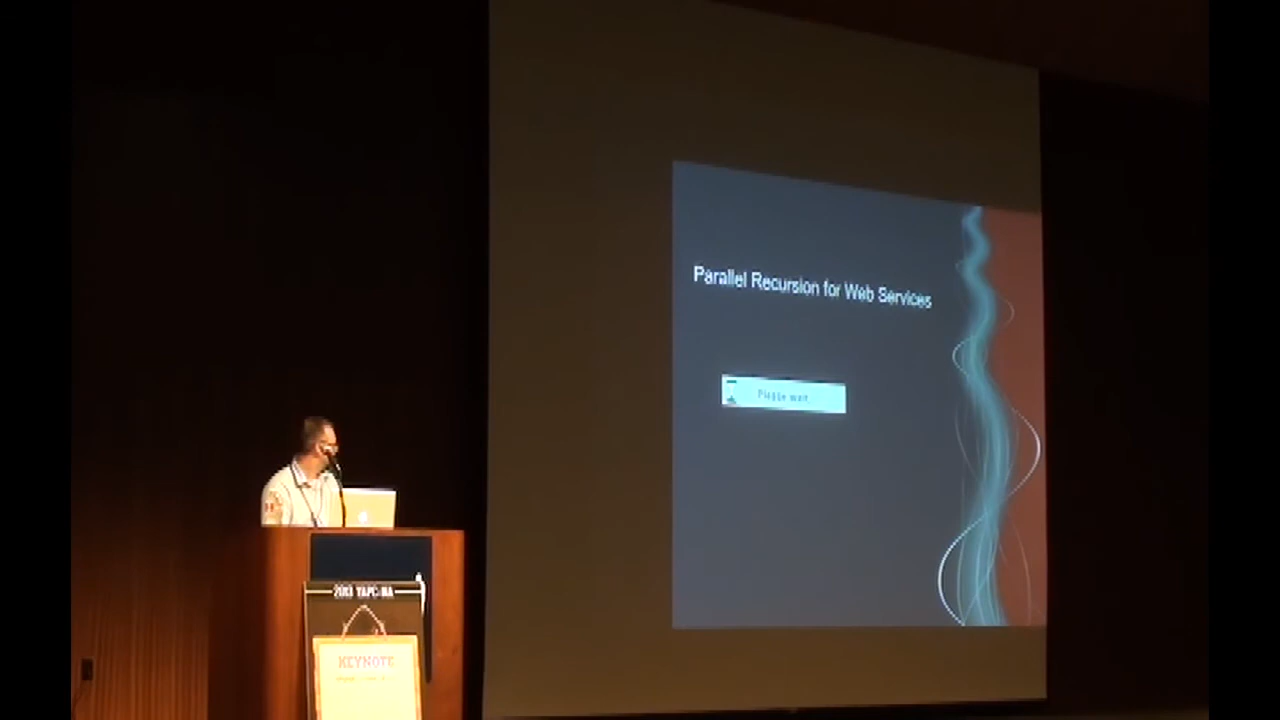 Parallel Recursion for Web Services
Please wait
2013 YAPC::NA
KEYNOTE